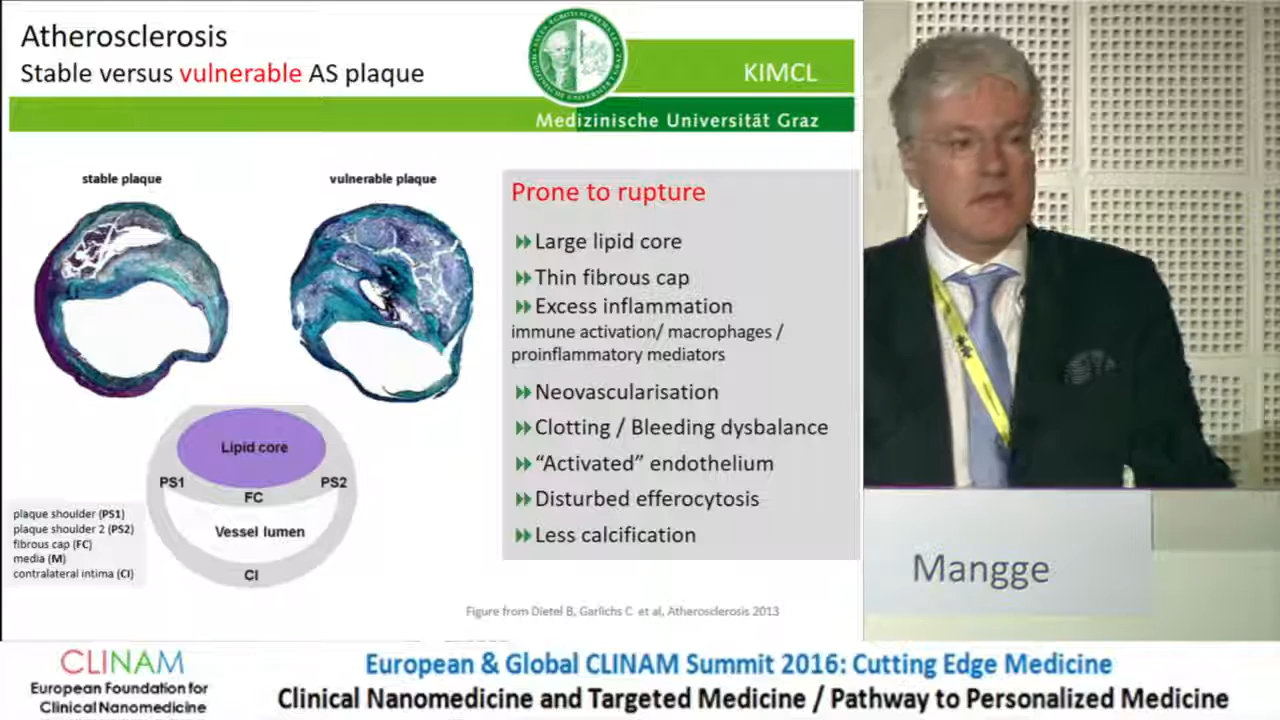 Atherosclerosis
Stable versus vulnerable AS plaque
KIMCL
Medizinische Universität Graz
stable plaque
vulnerable plaque
Lipid core
PS1
PS2
FC
Vessel lumen
CI
plaque shoulder (PS1)
plaque shoulder 2 (PS2)
fibrous cap (FC)
media (M)
contralateral intima (CI)
Prone to rupture
Large lipid core
Thin fibrous cap
Excess inflammation
immune activation/ macrophages /
proinflammatory mediators
Neovascularisation
Clotting / Bleeding dysbalance
“Activated” endothelium
Disturbed efferocytosis
Less calcification
Figure from Dietel B, Garlichs C. et al, Atherosclerosis 2013
Mangge
CLINAM
European Foundation for
Clinical Nanomedicine
European & Global CLINAM Summit 2016: Cutting Edge Medicine
Clinical Nanomedicine and Targeted Medicine / Pathway to Personalized Medicine